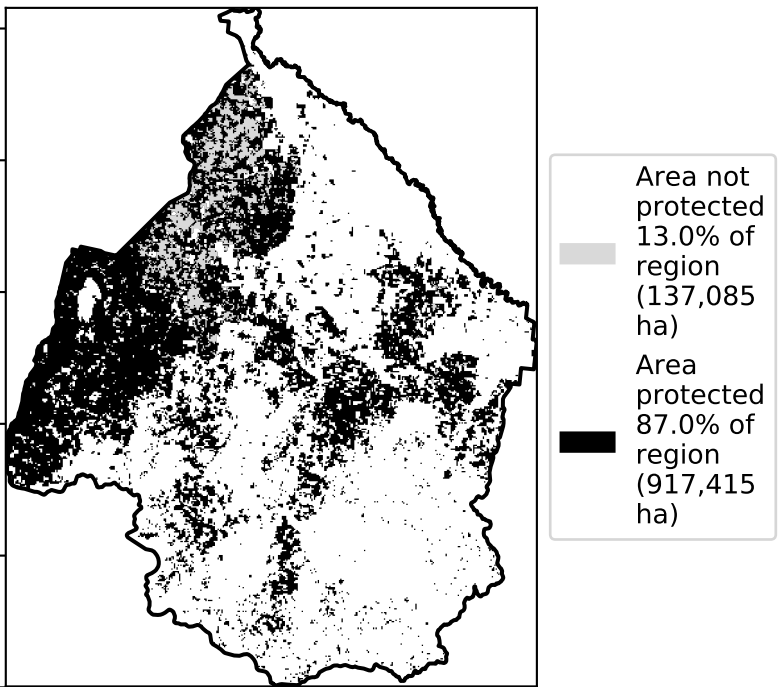 Area not
protected
13.0% of
region
(137,085
ha)
Area
protected
87.0% of
region
(917,415
ha)